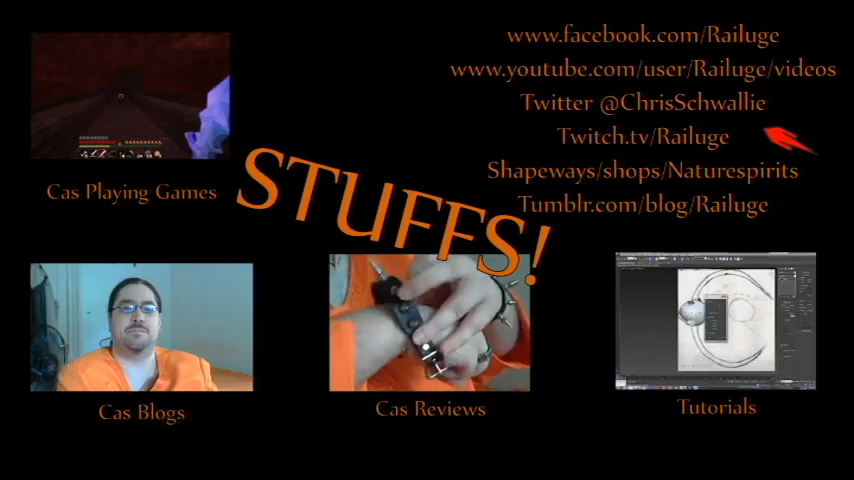 www.facebook.com/Railuge
www.youtube.com/user/Railuge/videos
Twitter @ChrisSchwallie
Twitch.tv/Railuge
Shapeways/shops/Naturespirits
Tumblr.com/blog/Railuge
Cas Playing Games
STUFFS!
Cas Blogs
Cas Reviews
Tutorials